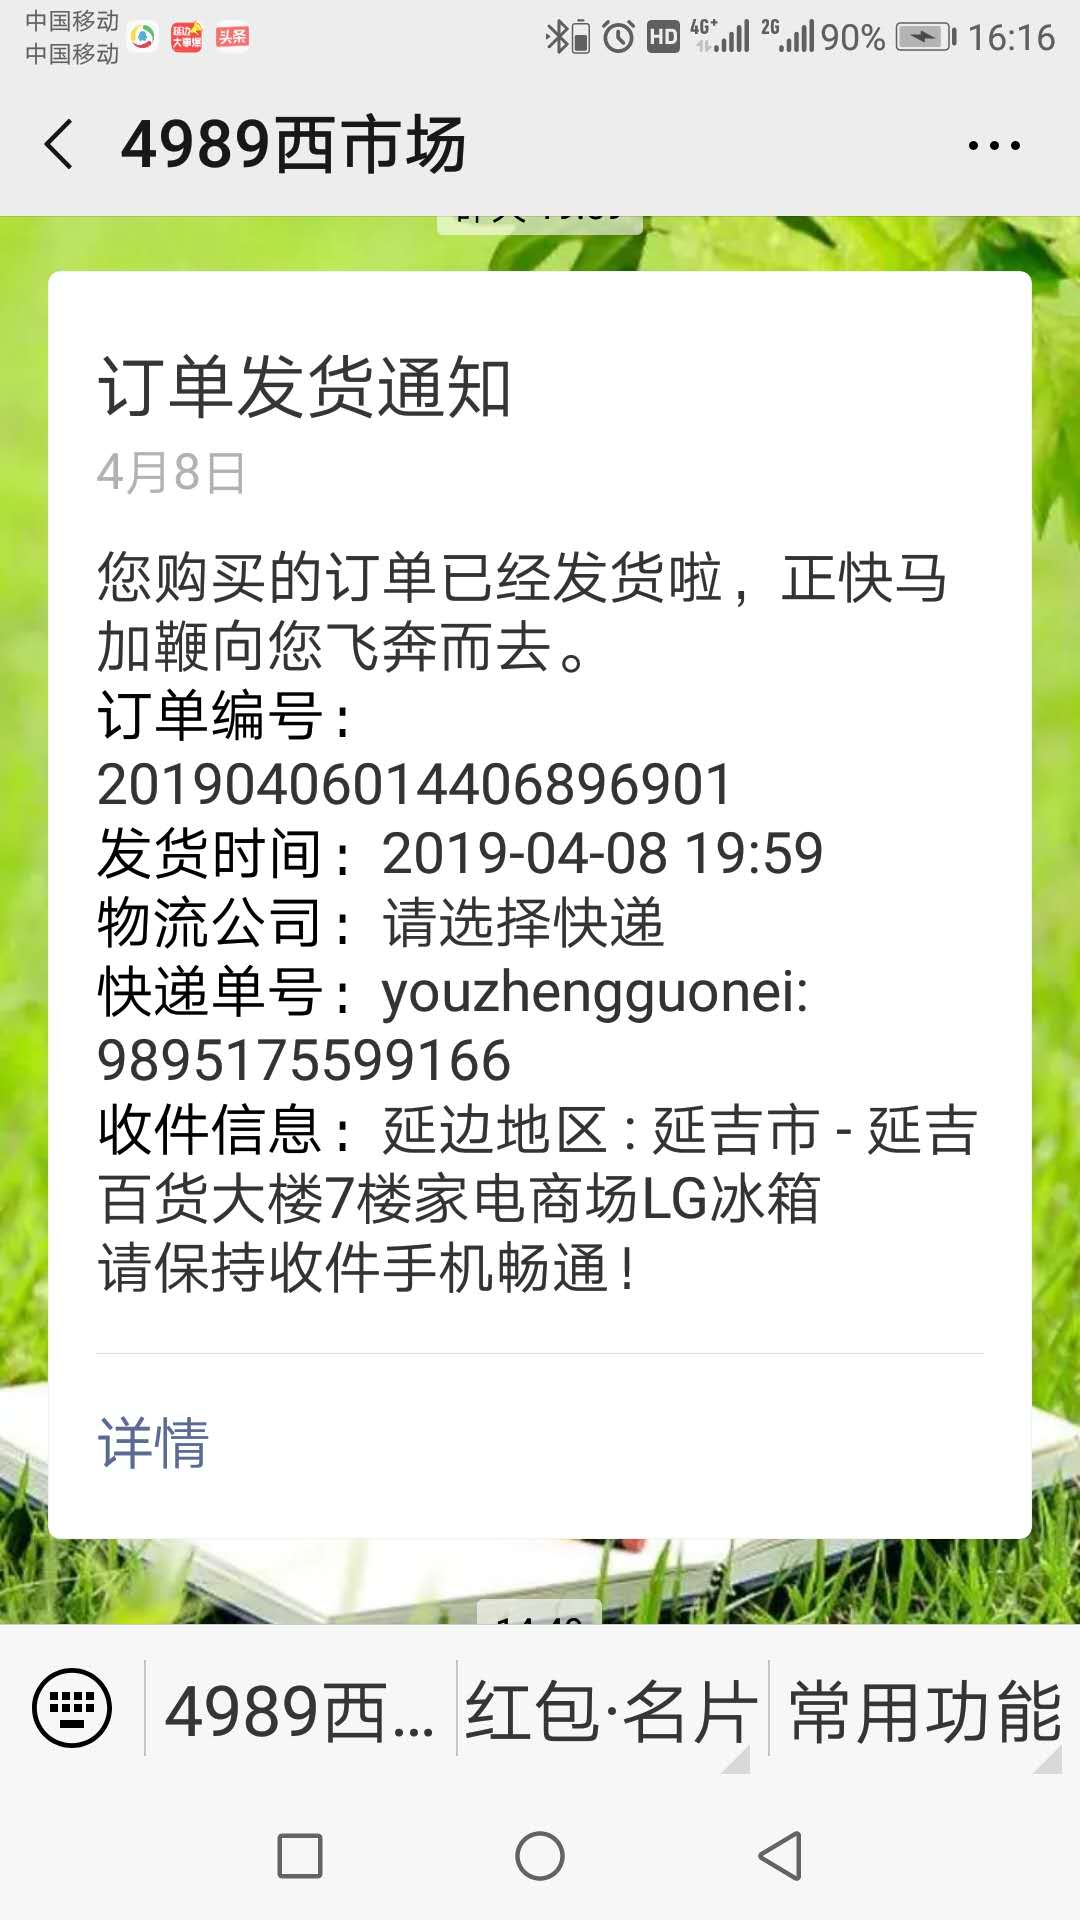 中国移动
中国移动
头条
HD 4G+ 2G 90% 16:16
4989西市场
订单发货通知
4月8日
您购买的订单已经发货啦，正快马
加鞭向您飞奔而去。
订单编号：
20190406014406896901
发货时间：2019-04-08 19:59
物流公司：请选择快递
快递单号：youzhengguonei:
9895175599166
收件信息：延边地区 : 延吉市 - 延吉
百货大楼7楼家电商场LG冰箱
请保持收件手机畅通！
详情
4989西...
红包·名片
常用功能